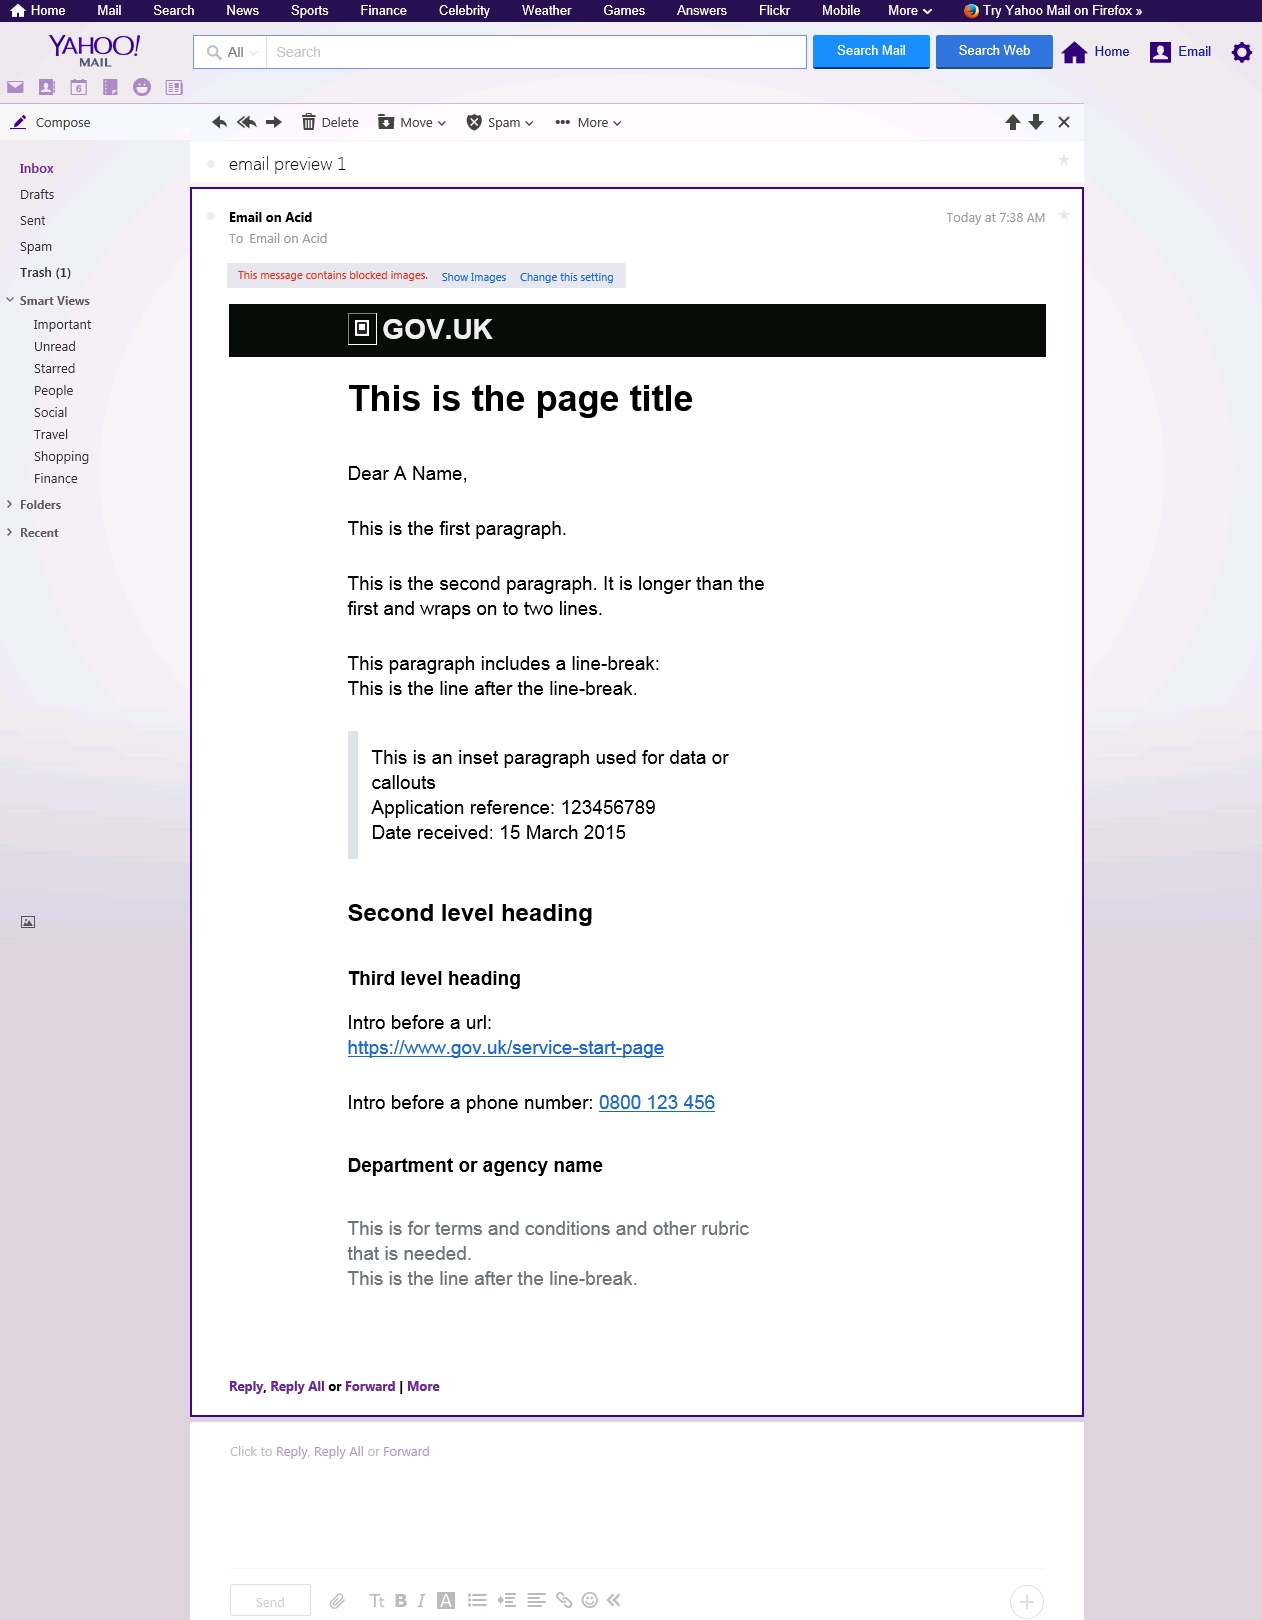 Home Mail Search News Sports Finance Celebrity Weather Games Answers Flickr Mobile More Try Yahoo Mail on Firefox »
YAHOO!
MAIL
All Search Search Mail Search Web Home Email
6
Compose Delete Move Spam More
email preview 1
Inbox
Drafts
Sent
Spam
Trash (1)
Smart Views
Important
Unread
Starred
People
Social
Travel
Shopping
Finance
Folders
Recent
Email on Acid Today at 7:38 AM
To Email on Acid
This message contains blocked images. Show Images Change this setting
GOV.UK
This is the page title
Dear A Name,
This is the first paragraph.
This is the second paragraph. It is longer than the
first and wraps on to two lines.
This paragraph includes a line-break:
This is the line after the line-break.
This is an inset paragraph used for data or
callouts
Application reference: 123456789
Date received: 15 March 2015
Second level heading
Third level heading
Intro before a url:
https://www.gov.uk/service-start-page
Intro before a phone number: 0800 123 456
Department or agency name
This is for terms and conditions and other rubric
that is needed.
This is the line after the line-break.
Reply, Reply All or Forward | More
Click to Reply, Reply All or Forward
Send Tt B I A